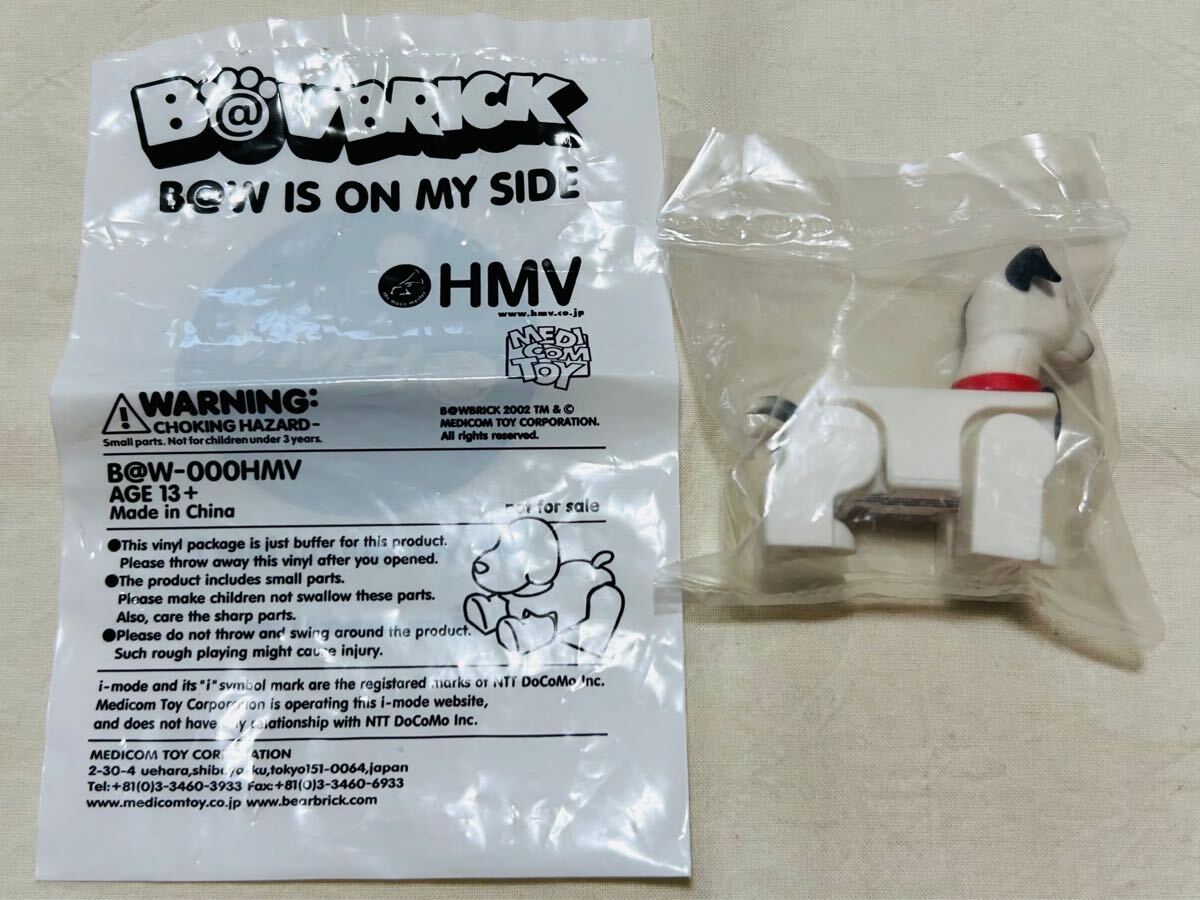 B@WBRICK
B@W IS ON MY SIDE
HMV
www.hmv.co.jp
MEDI
COM
TOY
WARNING:
CHOKING HAZARD-
Small parts. Not for children under 3 years.
B@WBRICK 2002 TM & ©
MEDICOM TOY CORPORATION.
All rights reserved.
B@W-000HMV
AGE 13+
Made in China
not for sale
●This vinyl package is just buffer for this product.
Please throw away this vinyl after you opened.
●The product includes small parts.
Please make children not swallow these parts.
Also, care the sharp parts.
●Please do not throw and swing around the product.
Such rough playing might cause injury.
i-mode and its "i" symbol mark are the registared marks of NTT DoCoMo Inc.
Medicom Toy Corporation is operating this i-mode website,
and does not have any relationship with NTT DoCoMo Inc.
MEDICOM TOY CORPORATION
2-30-4 uehara,shibuya-ku,tokyo151-0064,japan
Tel:+81(0)3-3460-3933 Fax:+81(0)3-3460-6933
www.medicomtoy.co.jp www.bearbrick.com